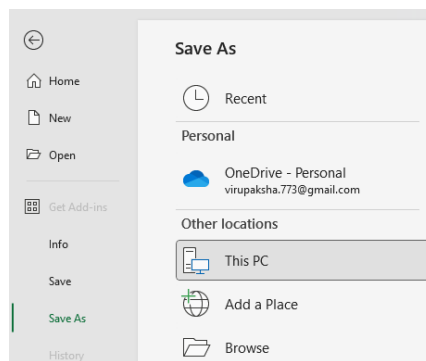 Save As
Home
New
Open
Get Add-ins
Info
Save
Save As
History
Recent
Personal
OneDrive - Personal
virupaksha.773@gmail.com
Other locations
This PC
Add a Place
Browse